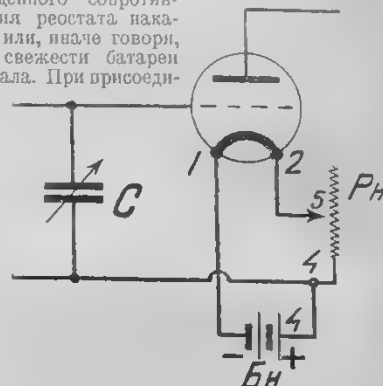 денного сопротив-
ния реостата нака-
или, иначе говоря,
свежести батареи
ала. При присоеди-
1
2
5
Рн
С
4
4
-
+
Бн